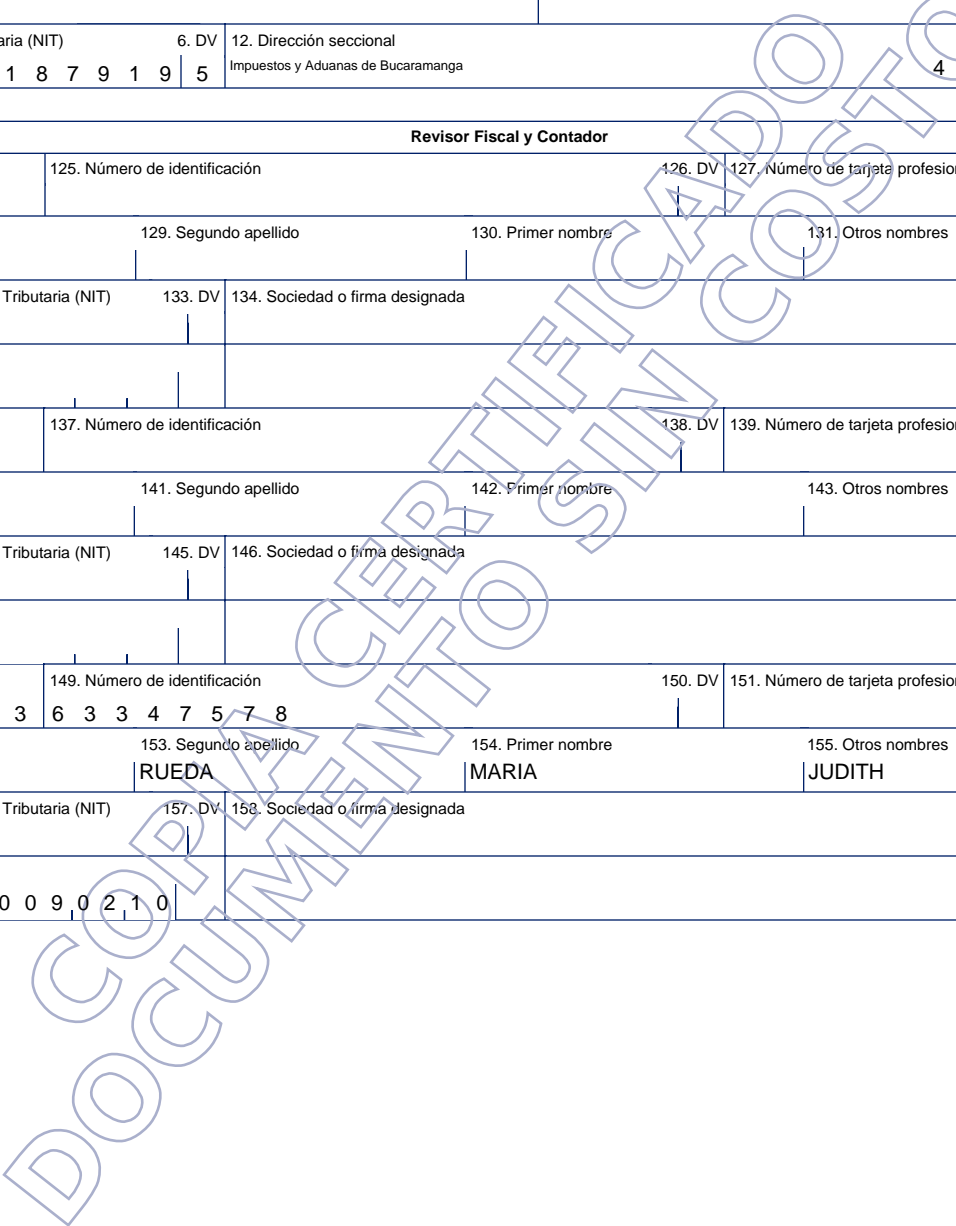 aria (NIT) 6. DV 12. Dirección seccional
1 8 7 9 1 9 5 Impuestos y Aduanas de Bucaramanga 4
Revisor Fiscal y Contador
125. Número de identificación 126. DV 127. Número de tarjeta profesion
129. Segundo apellido 130. Primer nombre 131. Otros nombres
Tributaria (NIT) 133. DV 134. Sociedad o firma designada
137. Número de identificación 138. DV 139. Número de tarjeta profesion
141. Segundo apellido 142. Primer nombre 143. Otros nombres
Tributaria (NIT) 145. DV 146. Sociedad o firma designada
149. Número de identificación 150. DV 151. Número de tarjeta profesion
3 6 3 3 4 7 5 7 8
153. Segundo apellido 154. Primer nombre 155. Otros nombres
RUEDA MARIA JUDITH
Tributaria (NIT) 157. DV 158. Sociedad o firma designada
0 0 9 0 2 1 0
COPIA CERTIFICADO
DOCUMENTO SIN COSTO